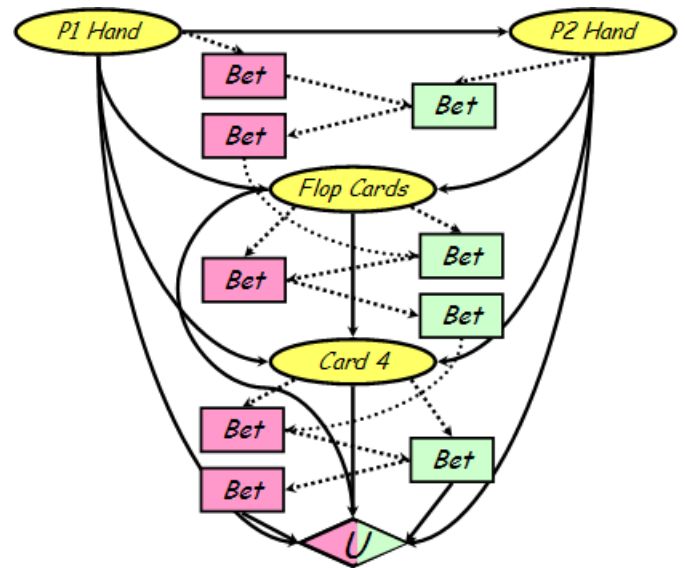 P1 Hand
P2 Hand
Bet
Bet
Bet
Flop Cards
Bet
Bet
Bet
Card 4
Bet
Bet
Bet
U